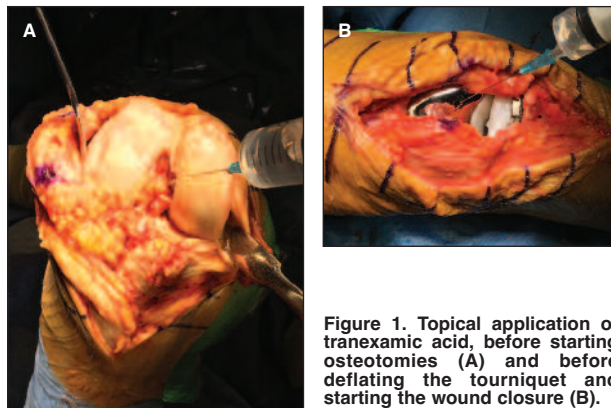 A
B
Figure 1. Topical application o
tranexamic acid, before starting
osteotomies (A) and before
deflating the tourniquet and
starting the wound closure (B).